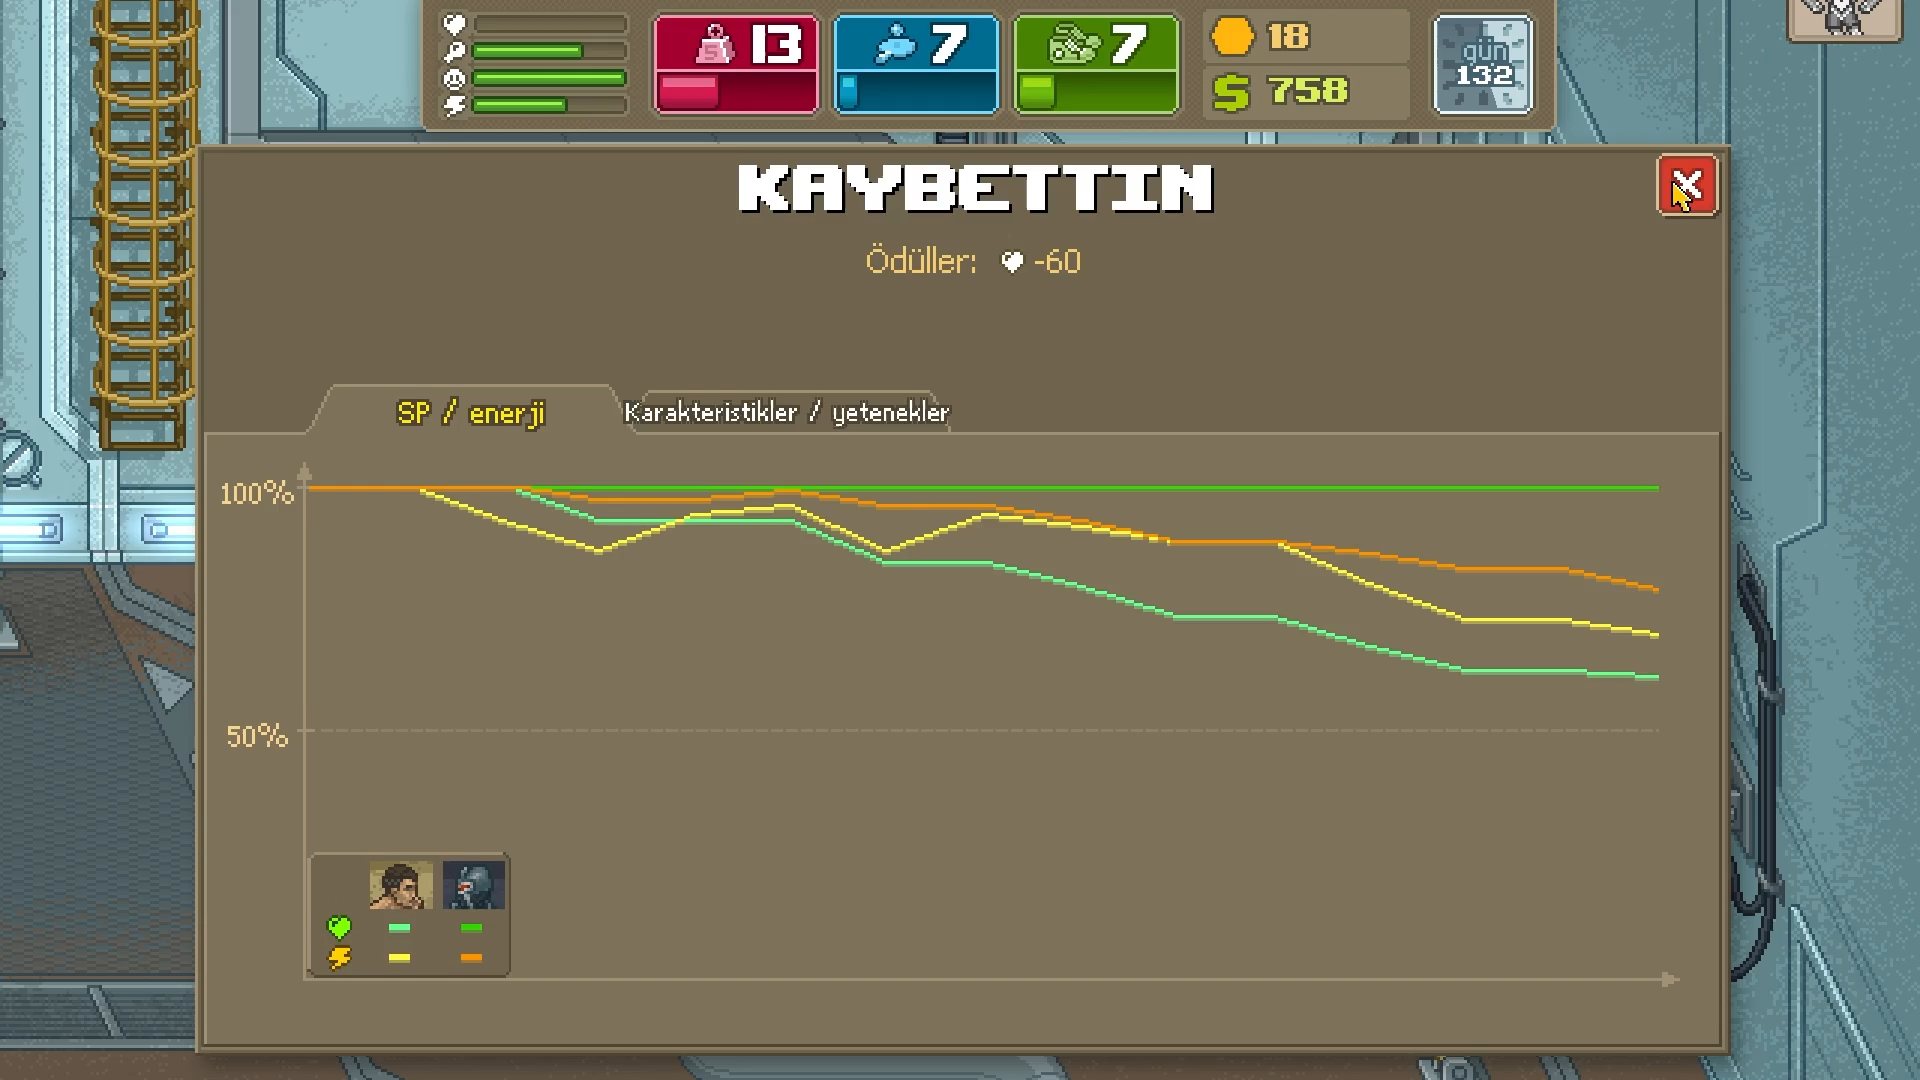 13
7
7
18
758
gün
132
KAYBETTIN
Ödüller: -60
SP / enerji
Karakteristikler / yetenekler
100%
50%